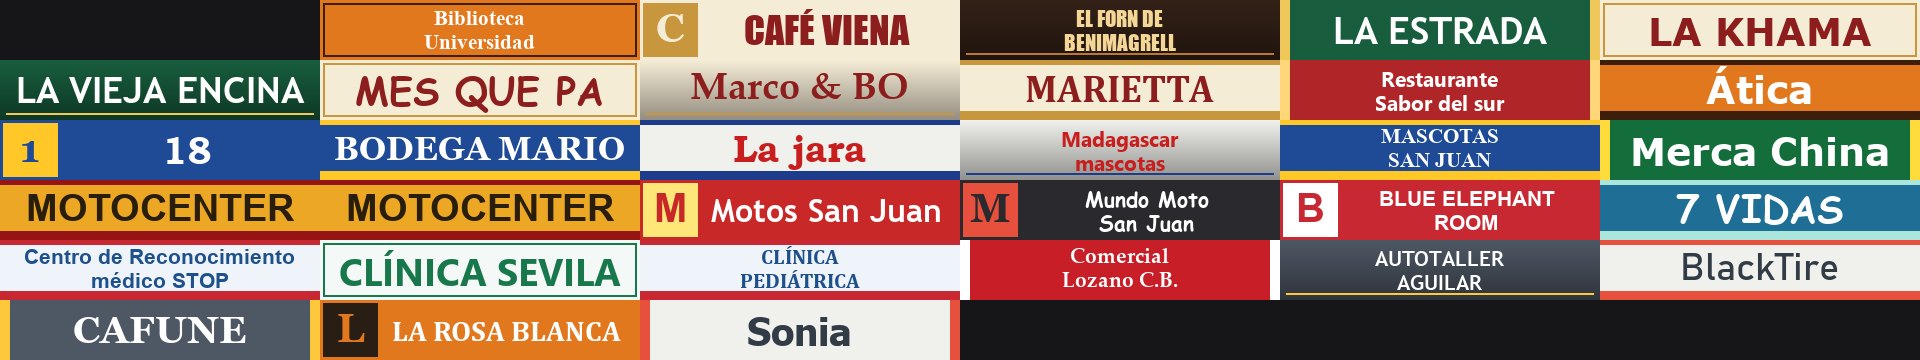 Biblioteca
Universidad
C
CAFÉ VIENA
EL FORN DE
BENIMAGRELL
LA ESTRADA
LA KHAMA
LA VIEJA ENCINA
MES QUE PA
Marco & BO
MARIETTA
Restaurante
Sabor del sur
Ática
1
18
BODEGA MARIO
La jara
Madagascar
mascotas
MASCOTAS
SAN JUAN
Merca China
MOTOCENTER
MOTOCENTER
M
Motos San Juan
M
Mundo Moto
San Juan
B
BLUE ELEPHANT
ROOM
7 VIDAS
Centro de Reconocimiento
médico STOP
CLÍNICA SEVILA
CLÍNICA
PEDIÁTRICA
Comercial
Lozano C.B.
AUTOTALLER
AGUILAR
BlackTire
CAFUNE
L
LA ROSA BLANCA
Sonia